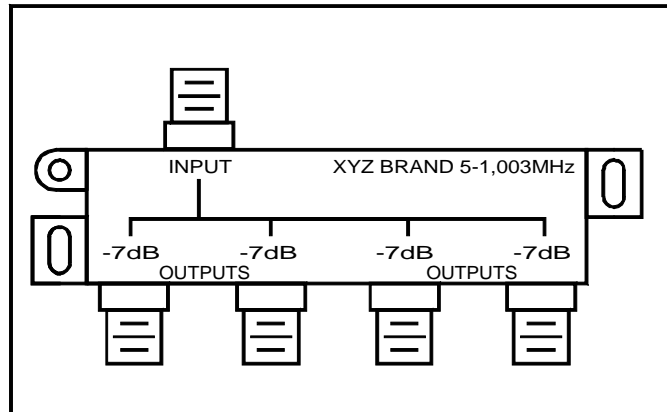 INPUT XYZ BRAND 5-1,003MHz
-7dB -7dB -7dB -7dB
OUTPUTS OUTPUTS